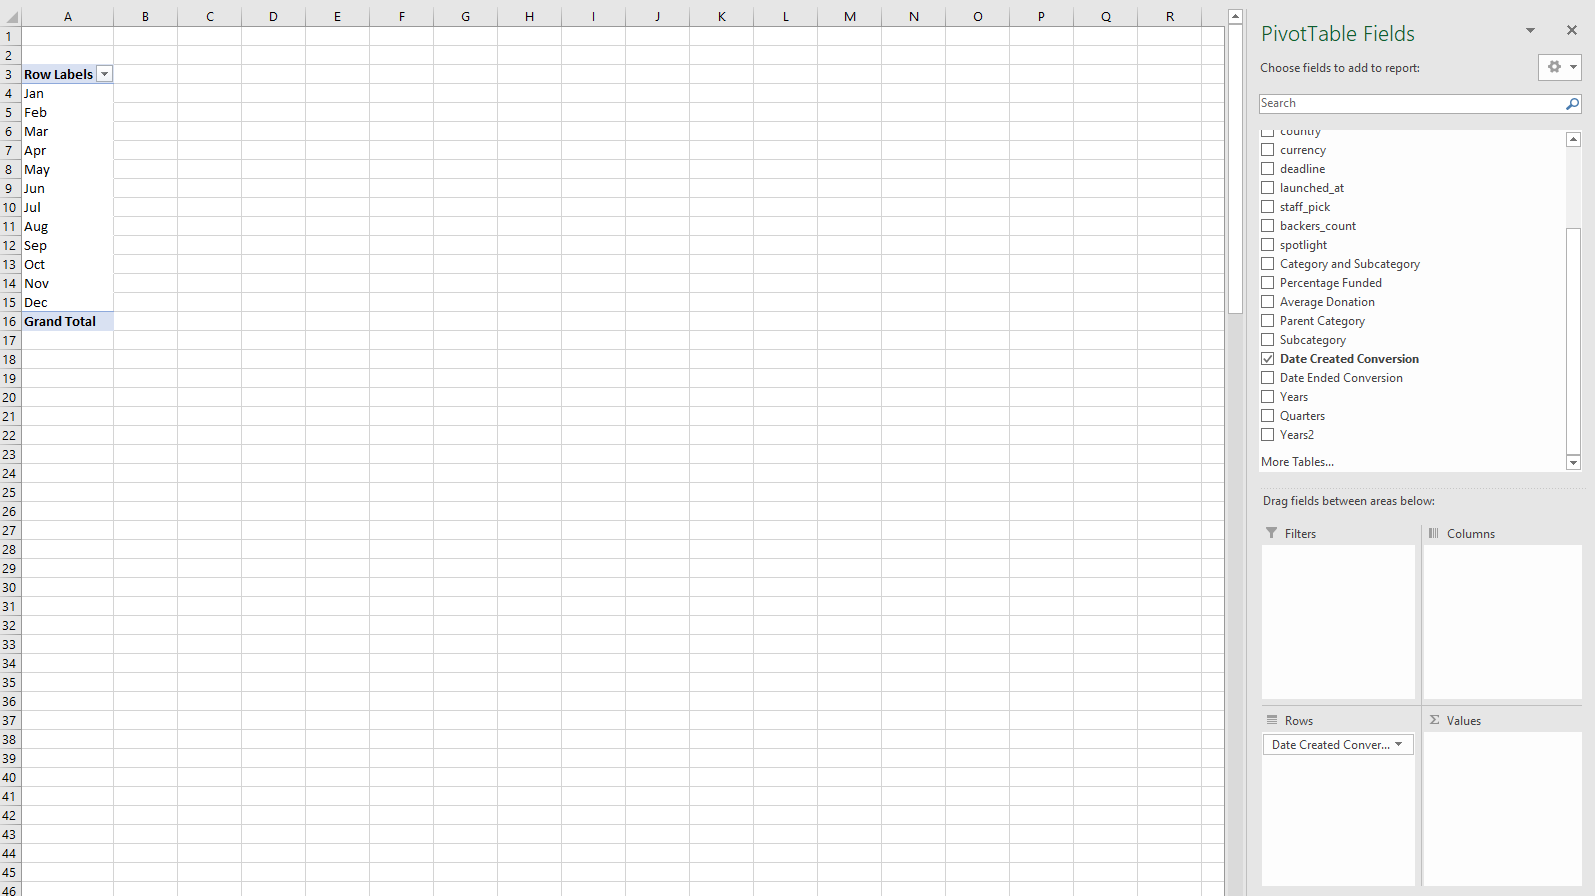 A B C D E F G H I J K L M N O P Q R
1
2
3 Row Labels
4 Jan
5 Feb
6 Mar
7 Apr
8 May
9 Jun
10 Jul
11 Aug
12 Sep
13 Oct
14 Nov
15 Dec
16 Grand Total
17
18
19
20
21
22
23
24
25
26
27
28
29
30
31
32
33
34
35
36
37
38
39
40
41
42
43
44
45
46
PivotTable Fields
Choose fields to add to report:
Search
country
currency
deadline
launched_at
staff_pick
backers_count
spotlight
Category and Subcategory
Percentage Funded
Average Donation
Parent Category
Subcategory
Date Created Conversion
Date Ended Conversion
Years
Quarters
Years2
More Tables...
Drag fields between areas below:
Filters
Columns
Rows
Σ Values
Date Created Conver...